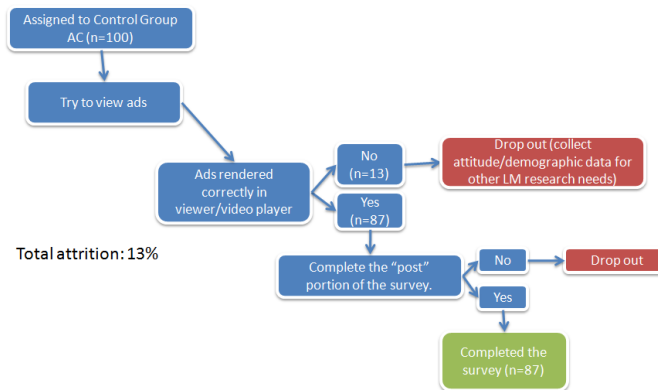 Assigned to Control Group
AC (n=100)
Try to view ads
Ads rendered
correctly in
viewer/video player
No
(n=13)
Drop out (collect
attitude/demographic data for
other LM research needs)
Yes
(n=87)
Total attrition: 13%
Complete the “post”
portion of the survey.
No
Drop out
Yes
Completed the
survey (n=87)